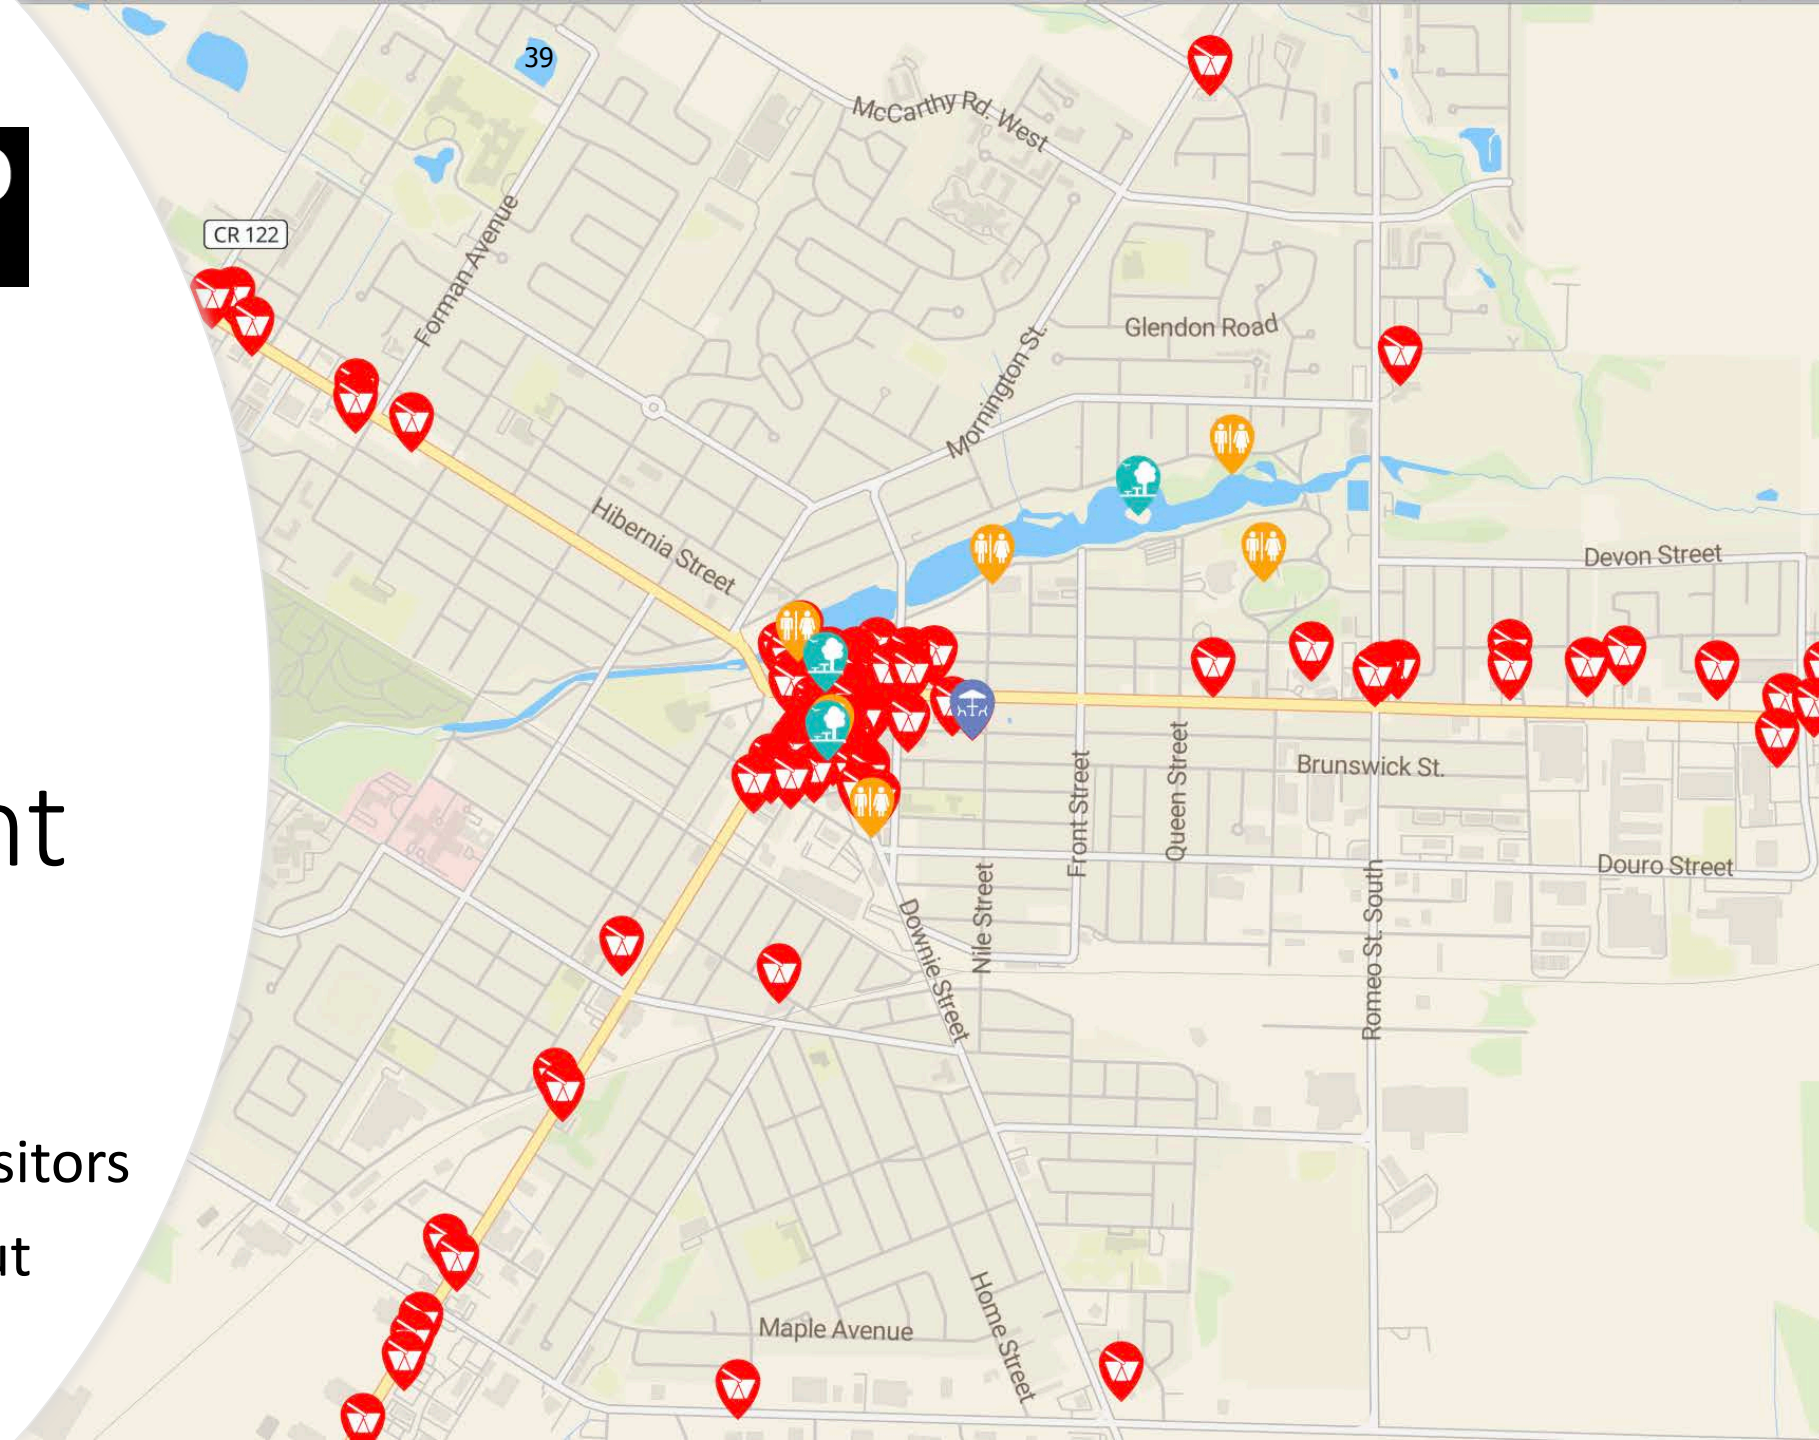 39
McCarthy Rd. West
CR 122
Forman Avenue
Glendon Road
Mornington St.
Hibernia Street
Devon Street
Brunswick St.
Front Street
Queen Street
nt
Douro Street
Nile Street
Downie Street
Romeo St. South
sitors
ut
Maple Avenue
Home Street